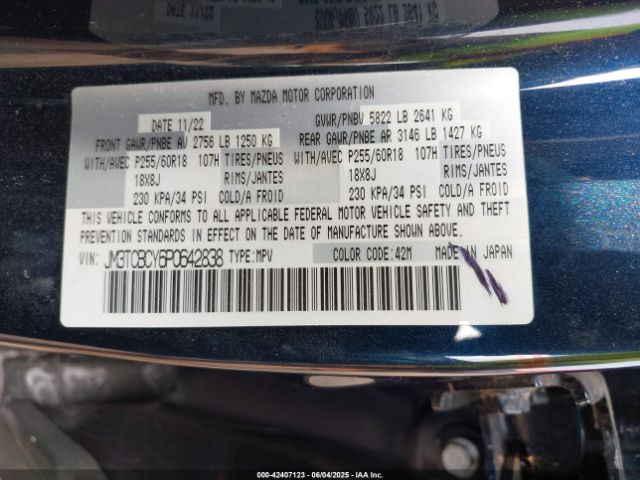 MFD. BY MAZDA MOTOR CORPORATION
DATE 11/22
GVWR/PNBV 5822 LB 2641 KG
FRONT GAWR/PNBE AV 2756 LB 1250 KG
REAR GAWR/PNBE AR 3146 LB 1427 KG
WITH/AVEC P255/60R18 107H TIRES/PNEUS
WITH/AVEC P255/60R18 107H TIRES/PNEUS
18X8J RIMS/JANTES
18X8J RIMS/JANTES
230 KPA/34 PSI COLD/A FROID
230 KPA/34 PSI COLD/A FROID
THIS VEHICLE CONFORMS TO ALL APPLICABLE FEDERAL MOTOR VEHICLE SAFETY AND THEFT
PREVENTION STANDARDS IN EFFECT ON THE DATE OF MANUFACTURE SHOWN ABOVE.
VIN: JM3TCBCY6P0642838 TYPE:MPV
COLOR CODE:42M
MADE IN JAPAN
00-42407123 | 06/04/2025 - IAA Inc.